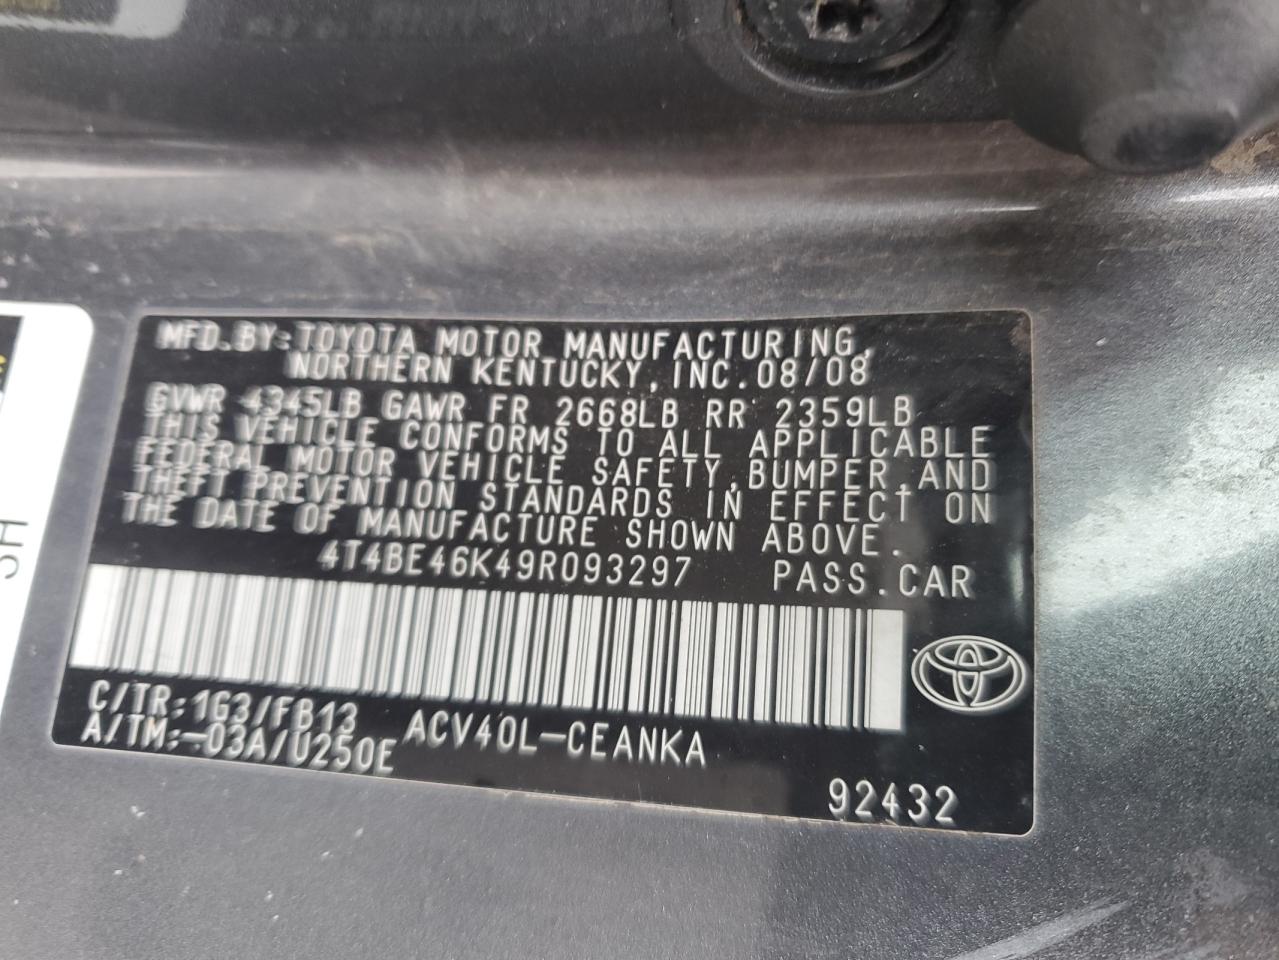 MFD.BY:TOYOTA MOTOR MANUFACTURING,
NORTHERN KENTUCKY, INC. 08/08
GVWR 4345LB GAWR FR 2668LB RR 2359LB
THIS VEHICLE CONFORMS TO ALL APPLICABLE
FEDERAL MOTOR VEHICLE SAFETY, BUMPER, AND
THEFT PREVENTION STANDARDS IN EFFECT ON
THE DATE OF MANUFACTURE SHOWN ABOVE.
4T4BE46K49R093297 PASS.CAR
C/TR:1G3/FB13 ACV40L-CEANKA
A/TM:-03A/U250E
92432
SH